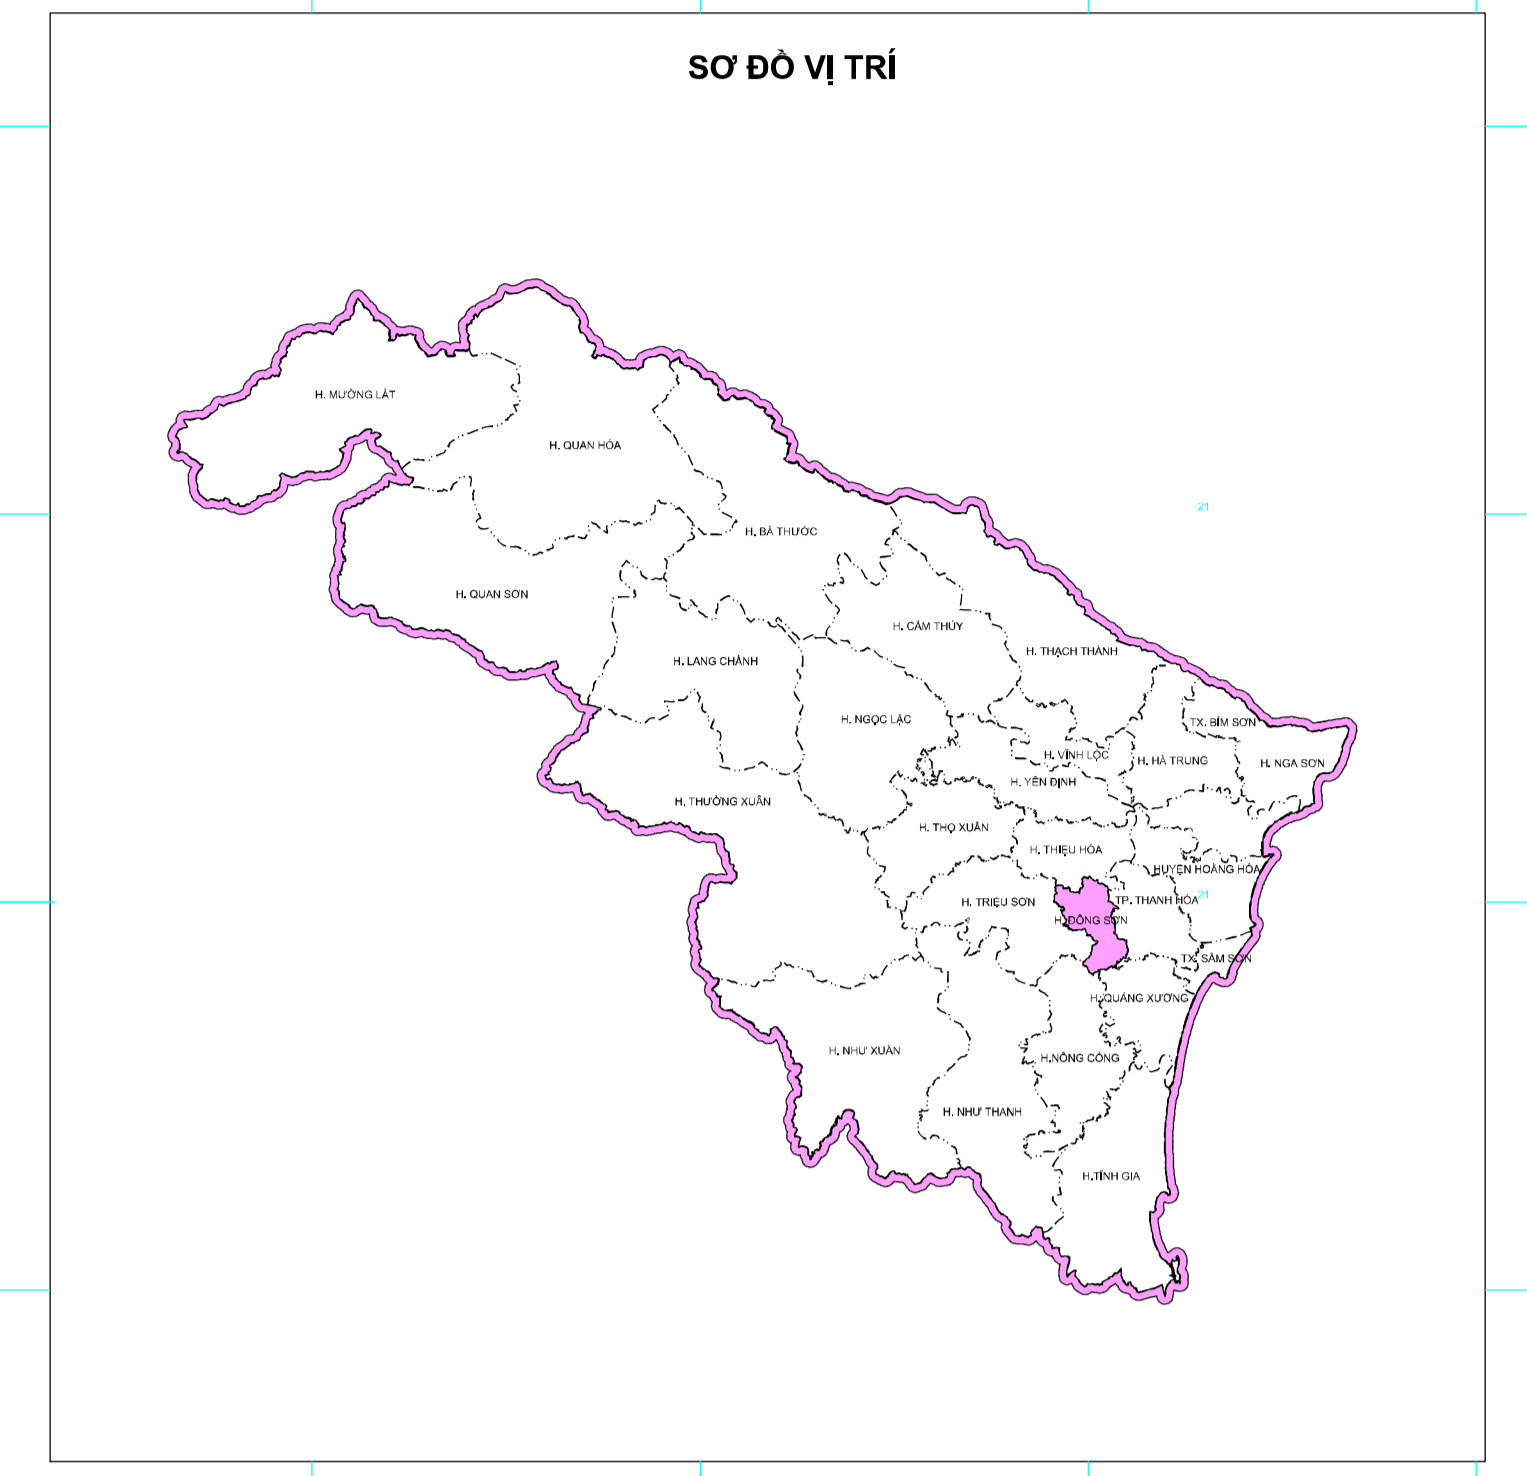 SƠ ĐỒ VỊ TRÍ
H. MƯỜNG LÁT
H. QUAN HÓA
21
H. BÁ THƯỚC
H. QUAN SƠN
H. CẨM THỦY
H. THẠCH THÀNH
H. LANG CHÁNH
H. NGỌC LẶC
TX. BỈM SƠN
H. VĨNH LỘC
H. HÀ TRUNG
H. NGA SƠN
H. YÊN ĐỊNH
H. THƯỜNG XUÂN
H. THỌ XUÂN
H. THIỆU HÓA
HUYỆN HOẰNG HÓA
H. TRIỆU SƠN
TP. THANH HÓA
21
H. ĐÔNG SƠN
TX. SẦM SƠN
H. QUẢNG XƯƠNG
H. NHƯ XUÂN
H.NÔNG CỐNG
H. NHƯ THANH
H.TĨNH GIA